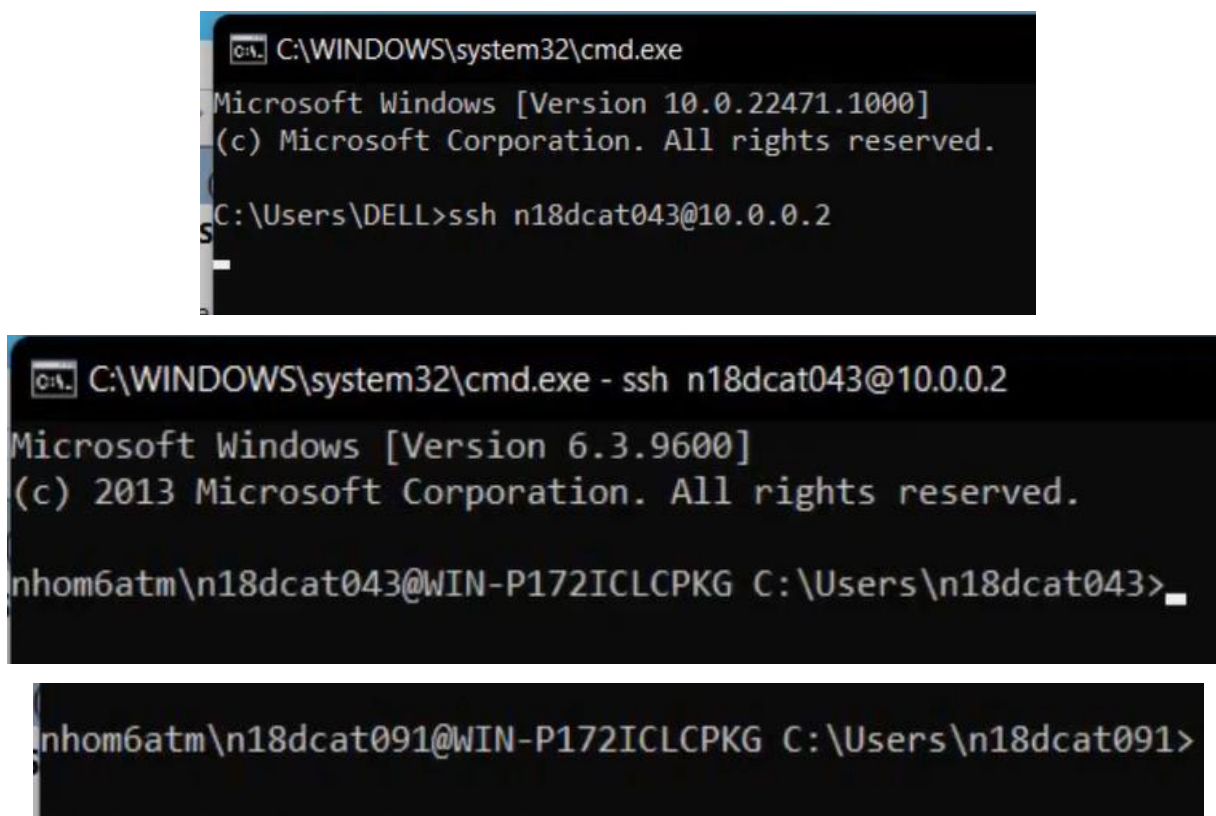 C:\WINDOWS\system32\cmd.exe
Microsoft Windows [Version 10.0.22471.1000]
(c) Microsoft Corporation. All rights reserved.
C:\Users\DELL>ssh n18dcat043@10.0.0.2
C:\WINDOWS\system32\cmd.exe - ssh n18dcat043@10.0.0.2
Microsoft Windows [Version 6.3.9600]
(c) 2013 Microsoft Corporation. All rights reserved.
nhom6atm\n18dcat043@WIN-P172ICLCPKG C:\Users\n18dcat043>
nhom6atm\n18dcat091@WIN-P172ICLCPKG C:\Users\n18dcat091>